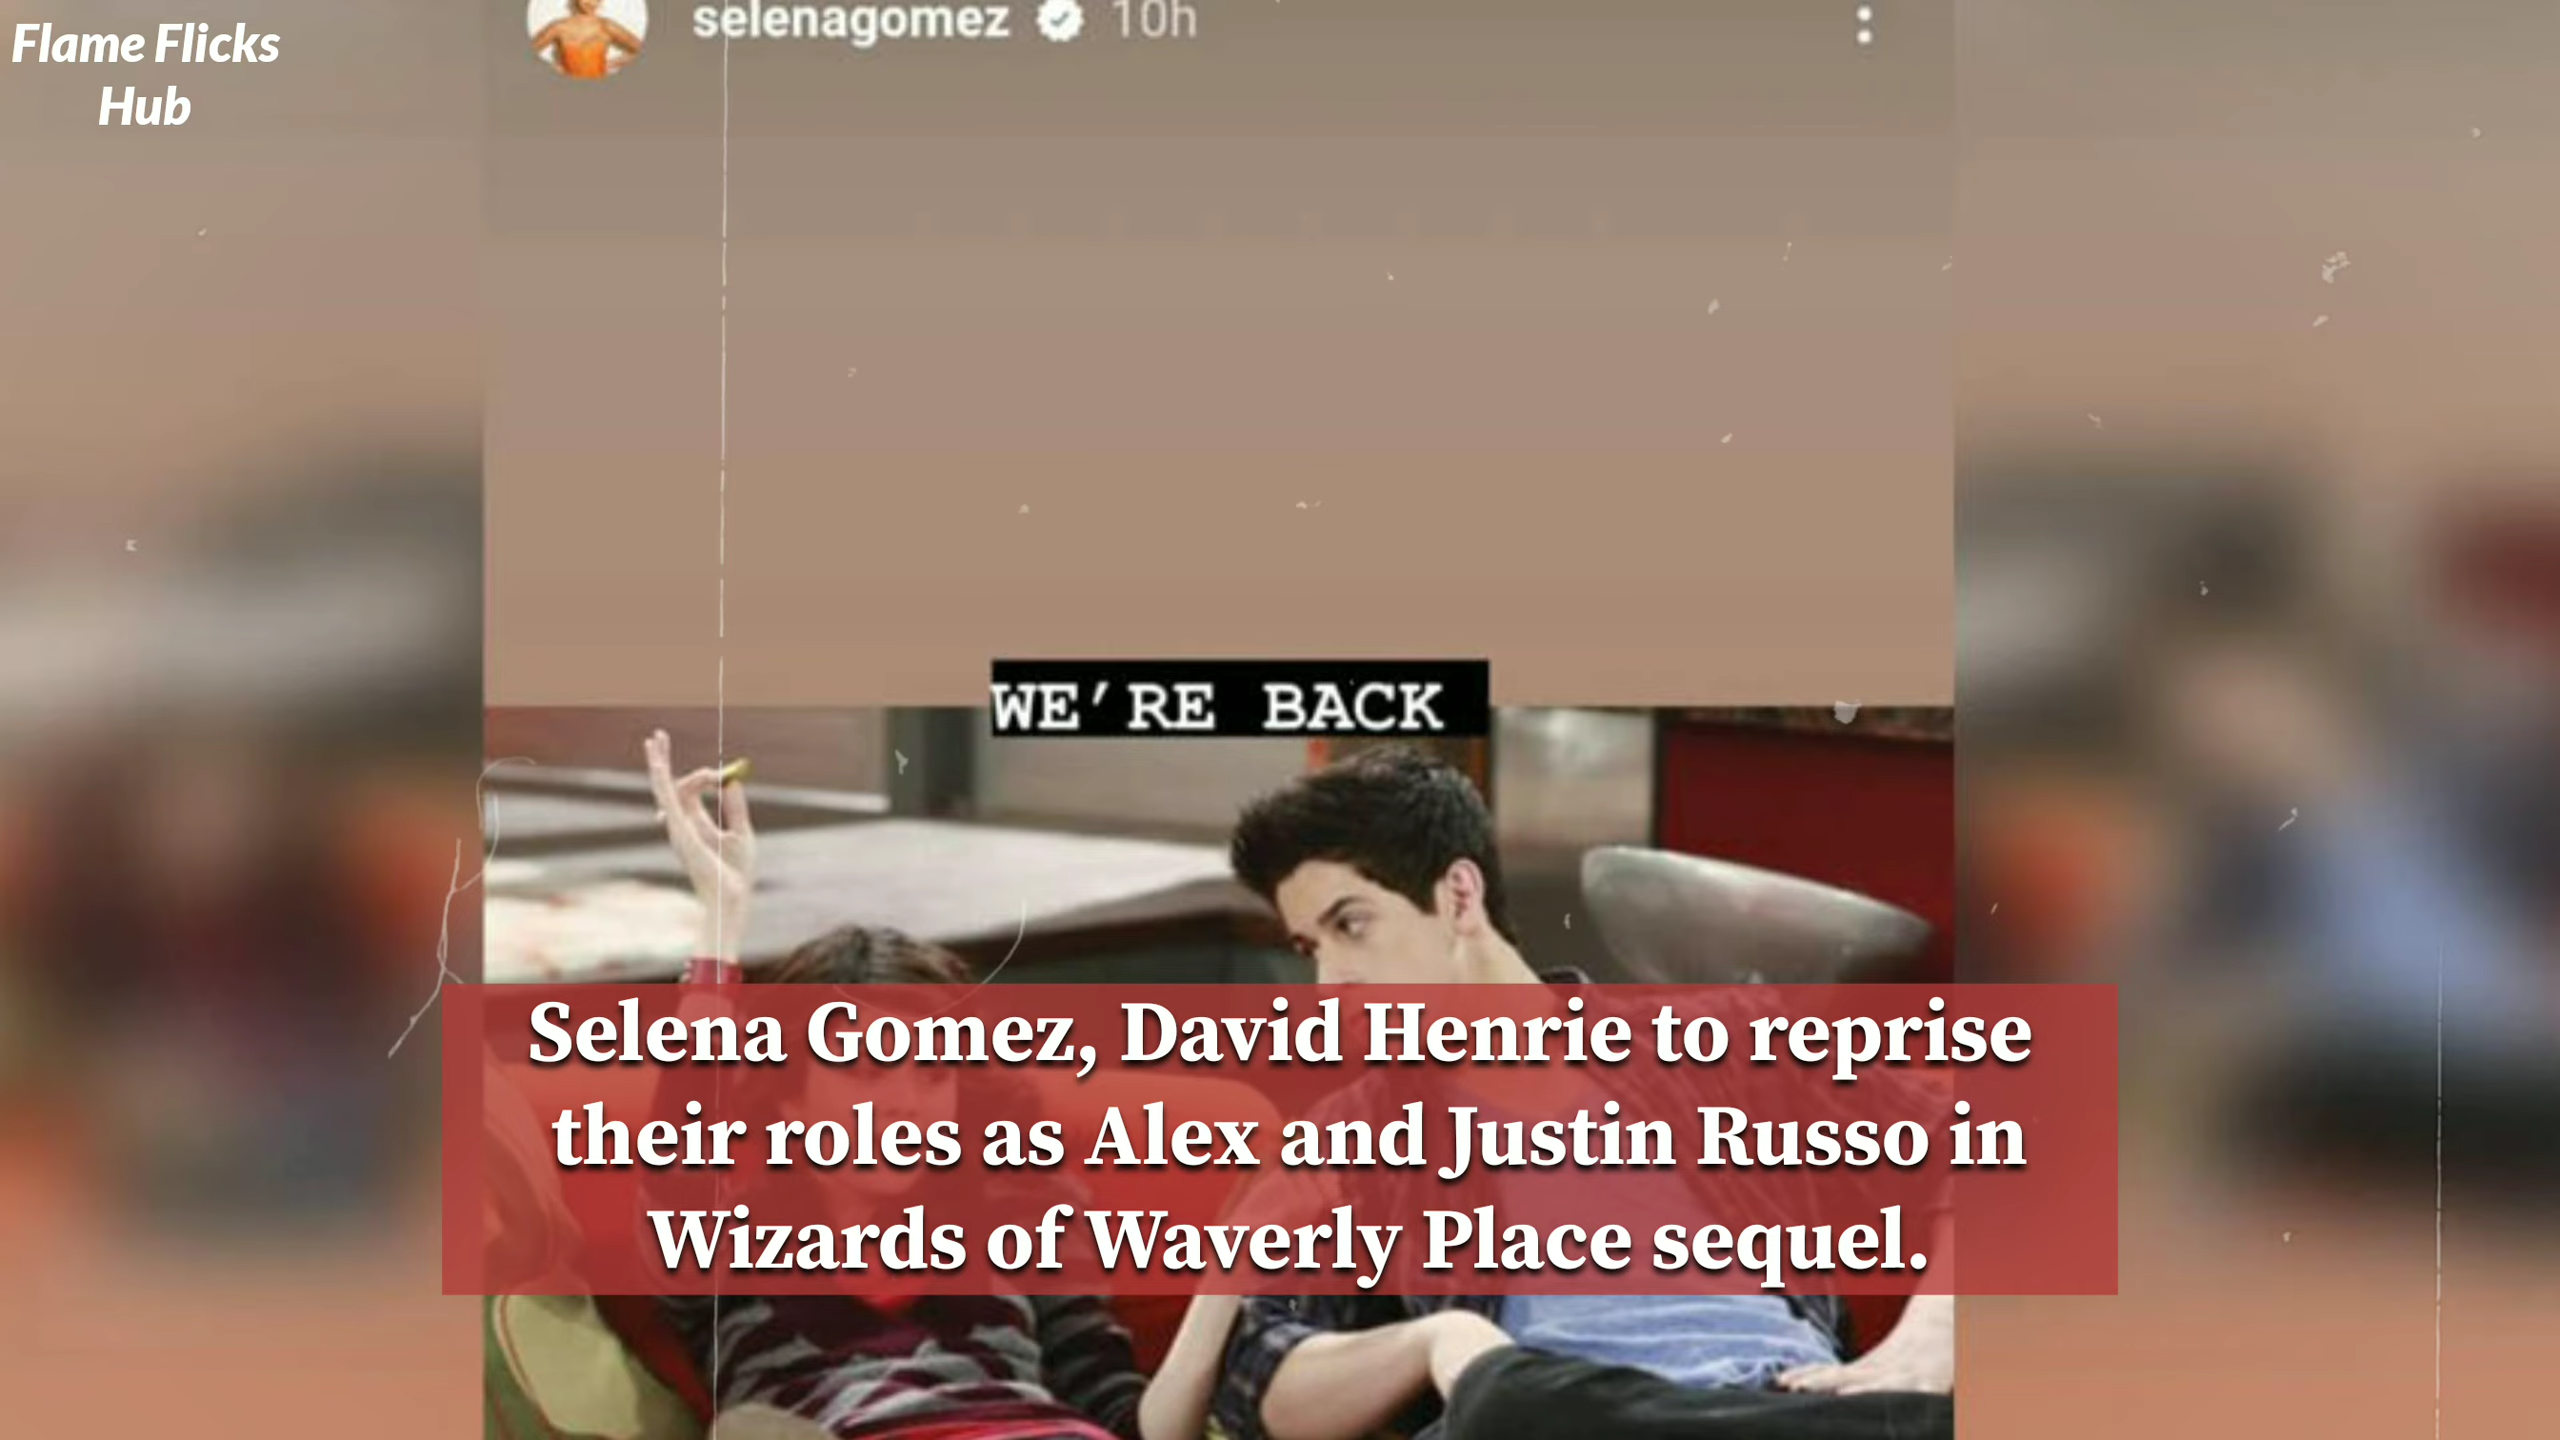 Flame Flicks
Hub
selenagomez 10h
WE'RE BACK
Selena Gomez, David Henrie to reprise
their roles as Alex and Justin Russo in
Wizards of Waverly Place sequel.